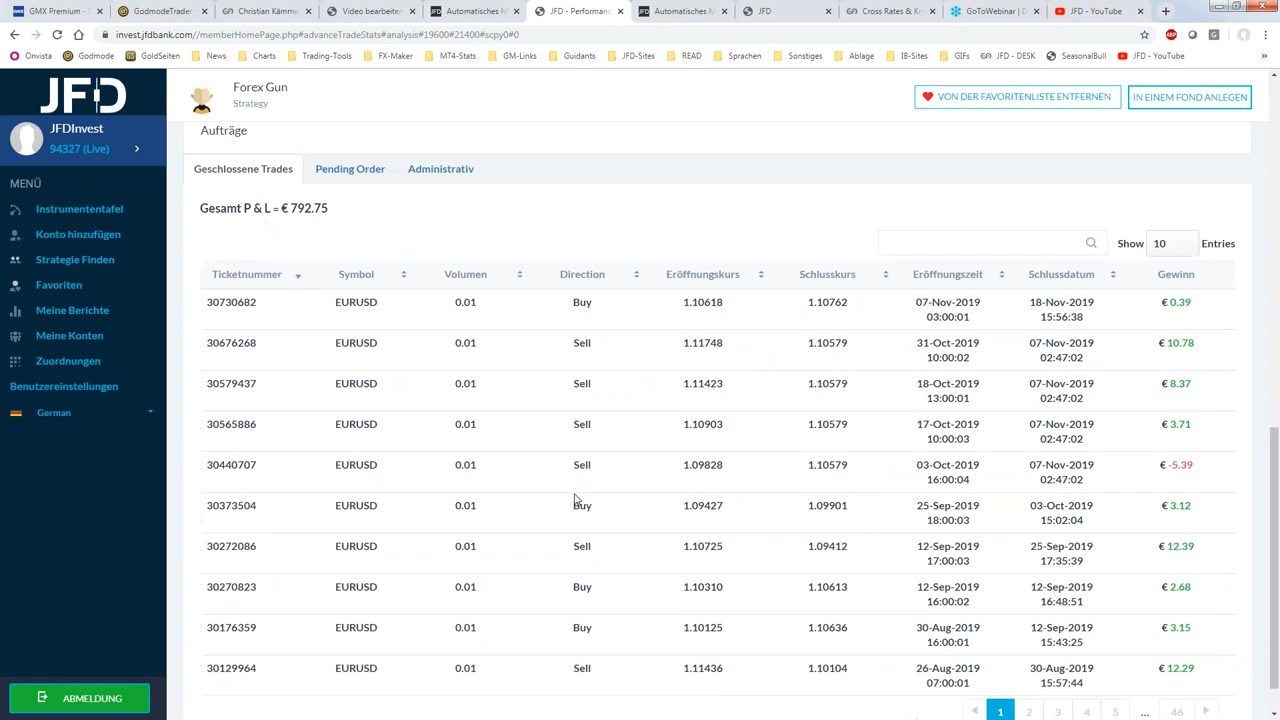 GMX Premium - L
GodmodeTrader
Christian Kämme
Video bearbeiten
Automatisches M
JFD - Performanc
Automatisches M
JFD
Cross Rates & Kr
GoToWebinar | D
JFD - YouTube
invest.jfdbank.com//memberHomePage.php#advanceTradeStats#analysis#19600#21400#scpy0#0
Onvista Godmode GoldSeiten News Charts Trading-Tools FX-Maker MT4-Stats GM-Links Guidants JFD-Sites READ Sprachen Sonstiges Ablage IB-Sites GIFs JFD - DESK SeasonalBull JFD - YouTube »
JFD
JFDInvest
94327 (Live)
MENÜ
Instrumententafel
Konto hinzufügen
Strategie Finden
Favoriten
Meine Berichte
Meine Konten
Zuordnungen
Benutzereinstellungen
German
ABMELDUNG
Forex Gun
Strategy
VON DER FAVORITENLISTE ENTFERNEN
IN EINEM FOND ANLEGEN
Aufträge
Geschlossene Trades Pending Order Administrativ
Gesamt P & L = € 792.75
Show 10 Entries
Ticketnummer Symbol Volumen Direction Eröffnungskurs Schlusskurs Eröffnungszeit Schlussdatum Gewinn
30730682 EURUSD 0.01 Buy 1.10618 1.10762 07-Nov-2019 18-Nov-2019 € 0.39
03:00:01 15:56:38
30676268 EURUSD 0.01 Sell 1.11748 1.10579 31-Oct-2019 07-Nov-2019 € 10.78
10:00:02 02:47:02
30579437 EURUSD 0.01 Sell 1.11423 1.10579 18-Oct-2019 07-Nov-2019 € 8.37
13:00:01 02:47:02
30565886 EURUSD 0.01 Sell 1.10903 1.10579 17-Oct-2019 07-Nov-2019 € 3.71
10:00:03 02:47:02
30440707 EURUSD 0.01 Sell 1.09828 1.10579 03-Oct-2019 07-Nov-2019 € -5.39
16:00:04 02:47:02
30373504 EURUSD 0.01 Buy 1.09427 1.09901 25-Sep-2019 03-Oct-2019 € 3.12
18:00:03 15:02:04
30272086 EURUSD 0.01 Sell 1.10725 1.09412 12-Sep-2019 25-Sep-2019 € 12.39
17:00:03 17:35:39
30270823 EURUSD 0.01 Buy 1.10310 1.10613 12-Sep-2019 12-Sep-2019 € 2.68
16:00:02 16:48:51
30176359 EURUSD 0.01 Buy 1.10125 1.10636 30-Aug-2019 12-Sep-2019 € 3.15
16:00:01 15:43:25
30129964 EURUSD 0.01 Sell 1.11436 1.10104 26-Aug-2019 30-Aug-2019 € 12.29
07:00:01 15:57:44
1 2 3 4 5 ... 46